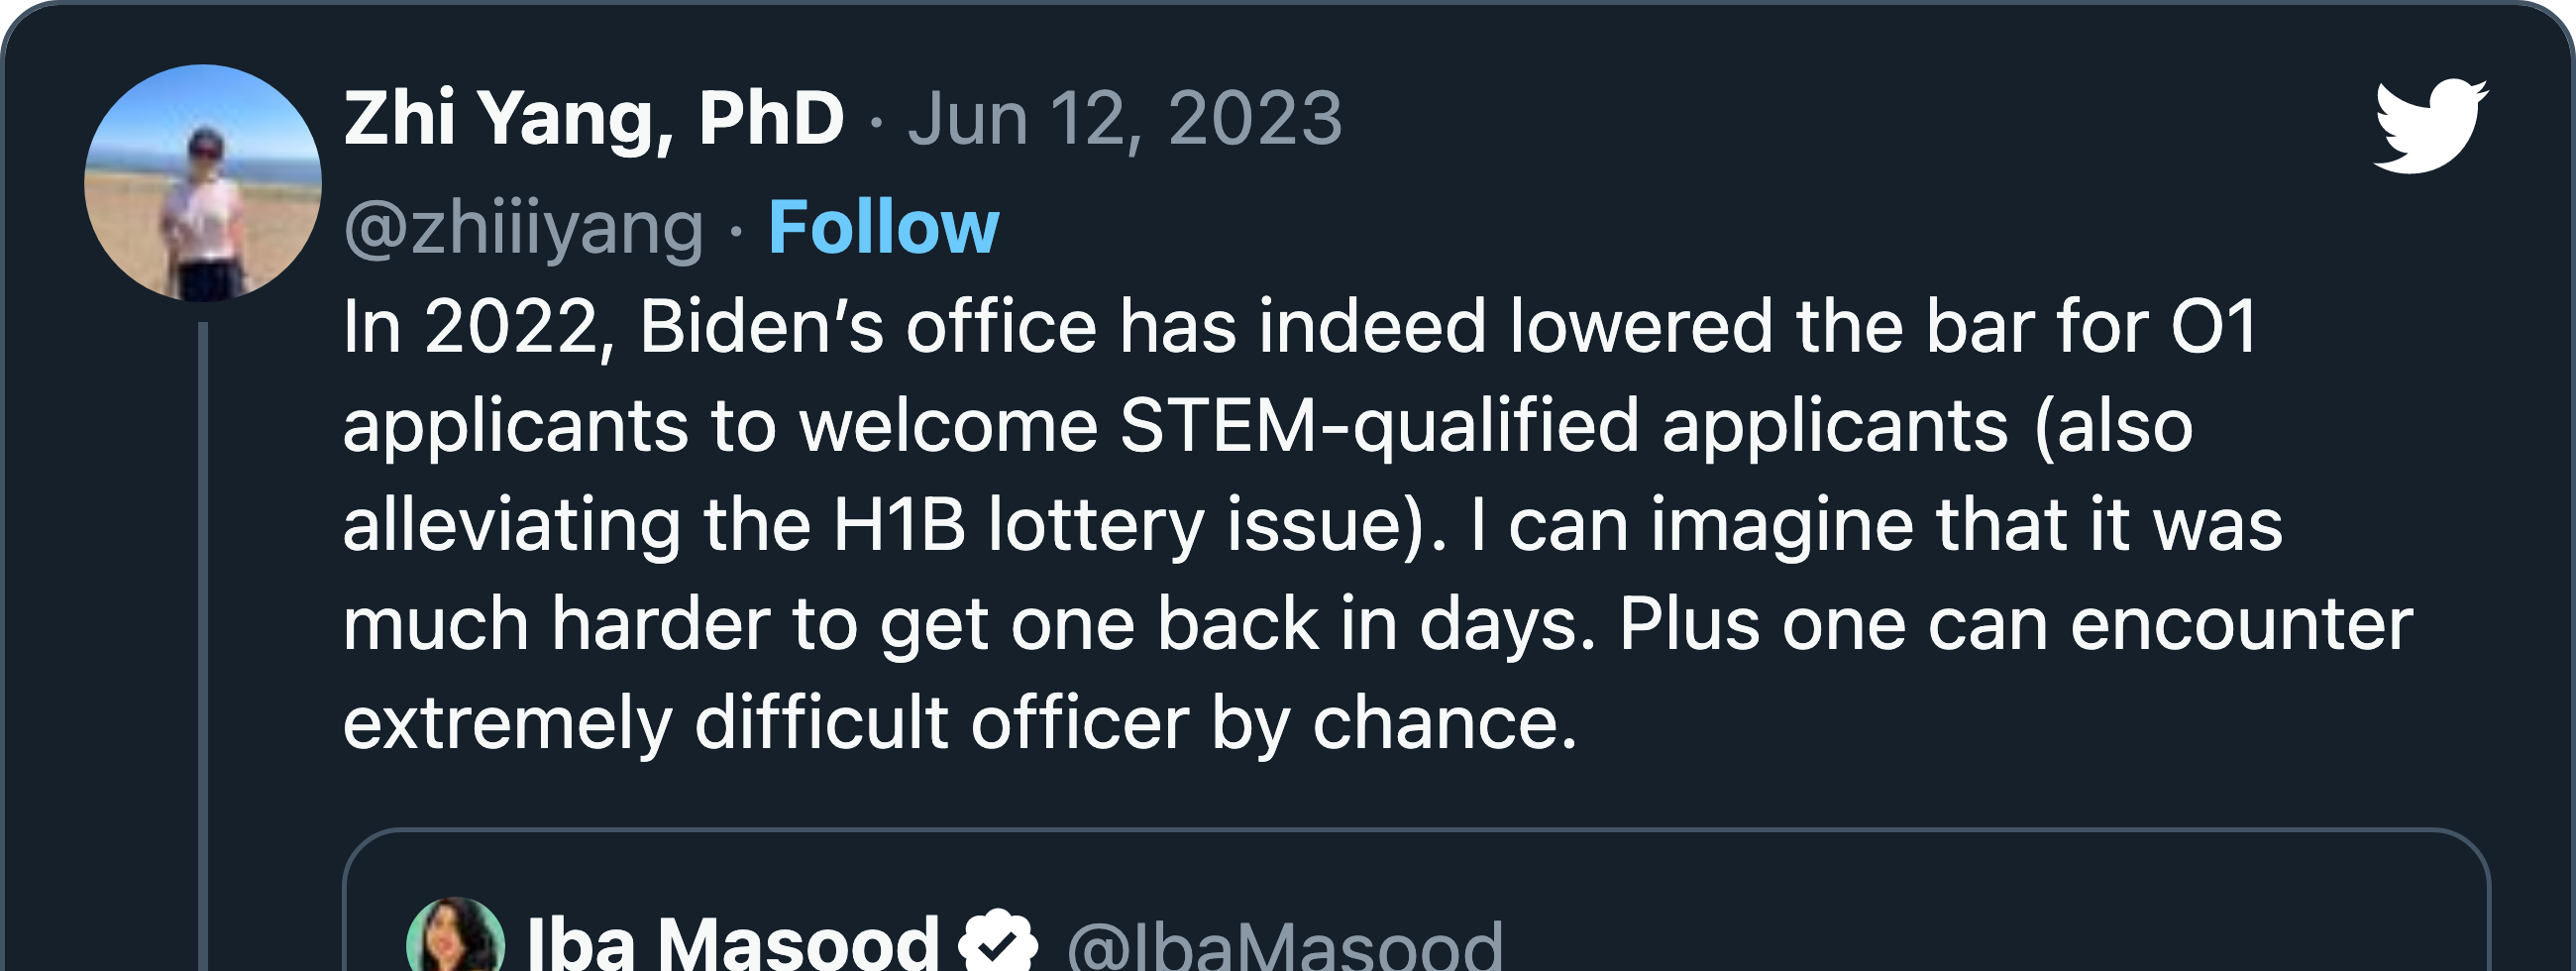 Zhi Yang, PhD · Jun 12, 2023
@zhiiiyang · Follow
In 2022, Biden’s office has indeed lowered the bar for O1
applicants to welcome STEM-qualified applicants (also
alleviating the H1B lottery issue). I can imagine that it was
much harder to get one back in days. Plus one can encounter
extremely difficult officer by chance.
Iba Masood @IbaMasood